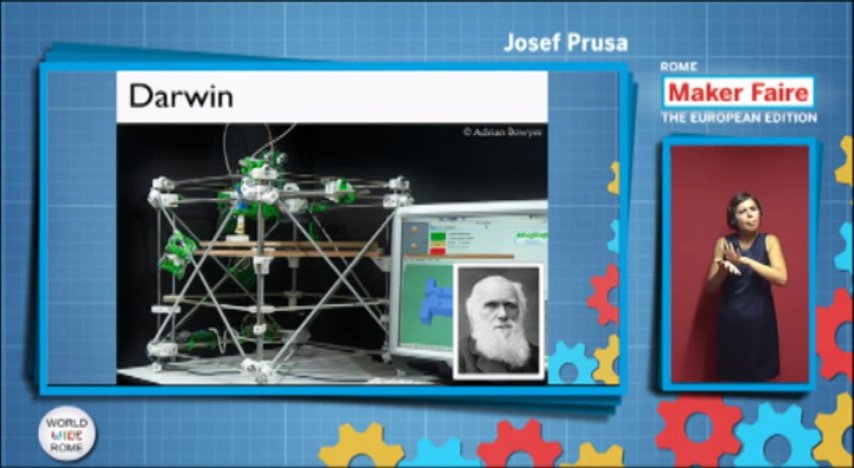 Josef Prusa
ROME
Maker Faire
THE EUROPEAN EDITION
Darwin
© Adrian Bowyer
WORLD
WIDE
ROME